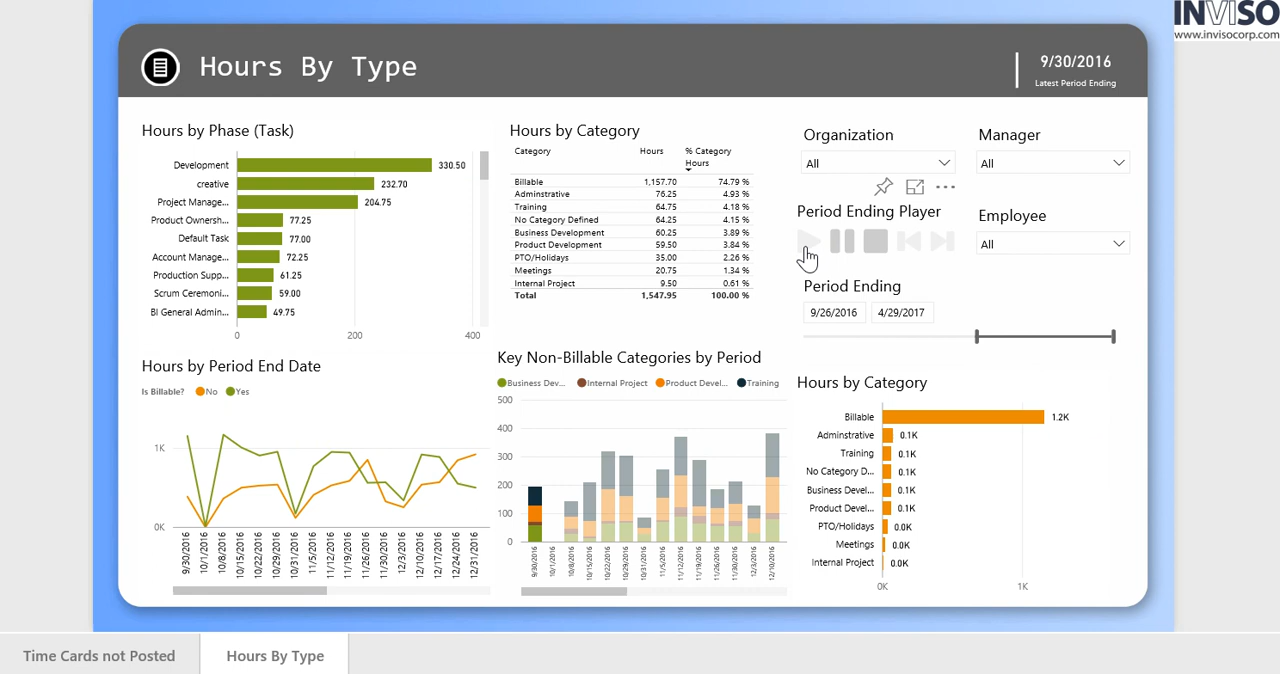 INVISO
www.invisocorp.com
Hours By Type
9/30/2016
Latest Period Ending
Hours by Phase (Task)
Development 330.50
creative 232.70
Project Manage... 204.75
Product Ownersh... 77.25
Default Task 77.00
Account Manage... 72.25
Production Supp... 61.25
Scrum Ceremoni... 59.00
BI General Admin... 49.75
0 200 400
Hours by Category
Category Hours % Category Hours
Billable 1,157.70 74.79 %
Adminstrative 76.25 4.93 %
Training 64.75 4.18 %
No Category Defined 64.25 4.15 %
Business Development 60.25 3.89 %
Product Development 59.50 3.84 %
PTO/Holidays 35.00 2.26 %
Meetings 20.75 1.34 %
Internal Project 9.50 0.61 %
Total 1,547.95 100.00 %
Organization
All
Manager
All
Period Ending Player
Employee
All
Period Ending
9/26/2016 4/29/2017
Hours by Period End Date
Is Billable? No Yes
1K
0K
9/30/2016
10/1/2016
10/8/2016
10/15/2016
10/22/2016
10/29/2016
10/31/2016
11/5/2016
11/12/2016
11/19/2016
11/26/2016
11/30/2016
12/3/2016
12/10/2016
12/17/2016
12/24/2016
12/31/2016
Key Non-Billable Categories by Period
Business Dev... Internal Project Product Devel... Training
500
400
300
200
100
0
9/30/2016
10/1/2016
10/8/2016
10/15/2016
10/22/2016
10/29/2016
10/31/2016
11/5/2016
11/12/2016
11/19/2016
11/26/2016
11/30/2016
12/3/2016
12/10/2016
Hours by Category
Billable 1.2K
Adminstrative 0.1K
Training 0.1K
No Category D... 0.1K
Business Devel... 0.1K
Product Devel... 0.1K
PTO/Holidays 0.0K
Meetings 0.0K
Internal Project 0.0K
0K 1K
Time Cards not Posted
Hours By Type